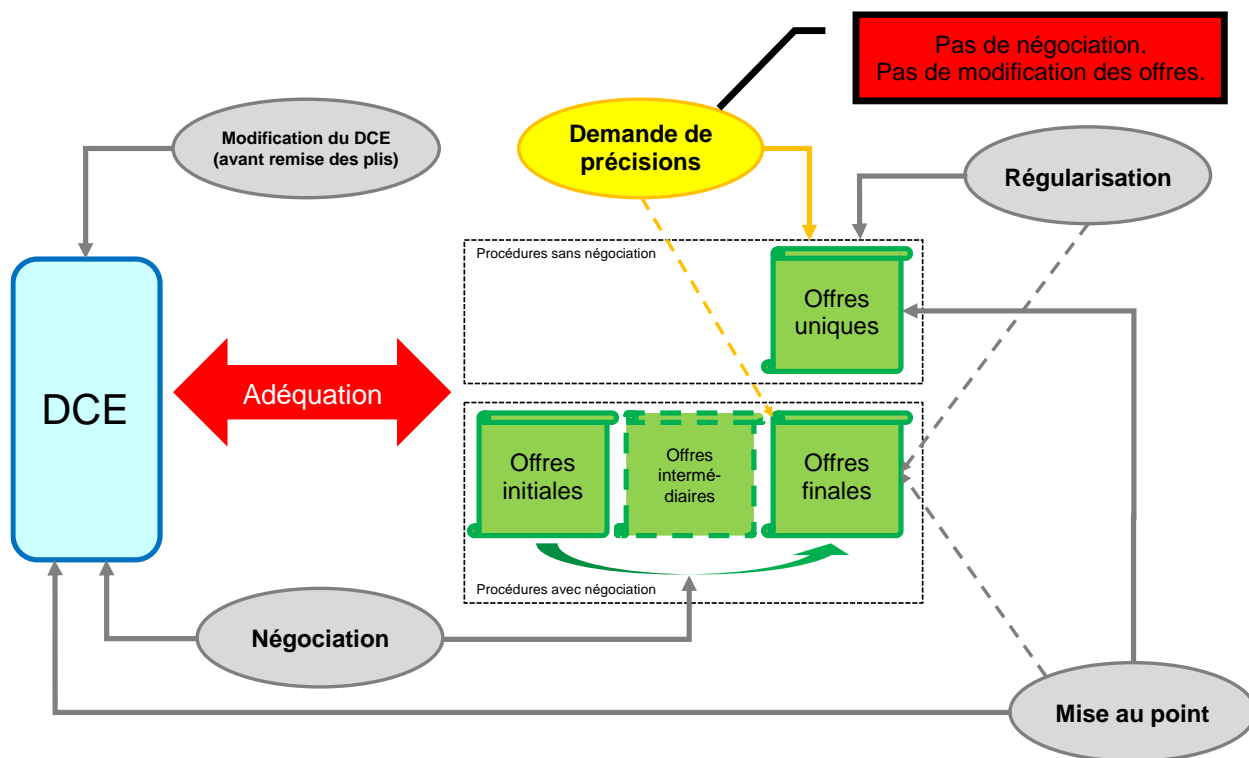 Pas de négociation.
Pas de modification des offres.
Modification du DCE
(avant remise des plis)
Demande de
précisions
Régularisation
Procédures sans négociation
Offres
uniques
DCE
Adéquation
Offres
initiales
Offres
intermé-
diaires
Offres
finales
Procédures avec négociation
Négociation
Mise au point